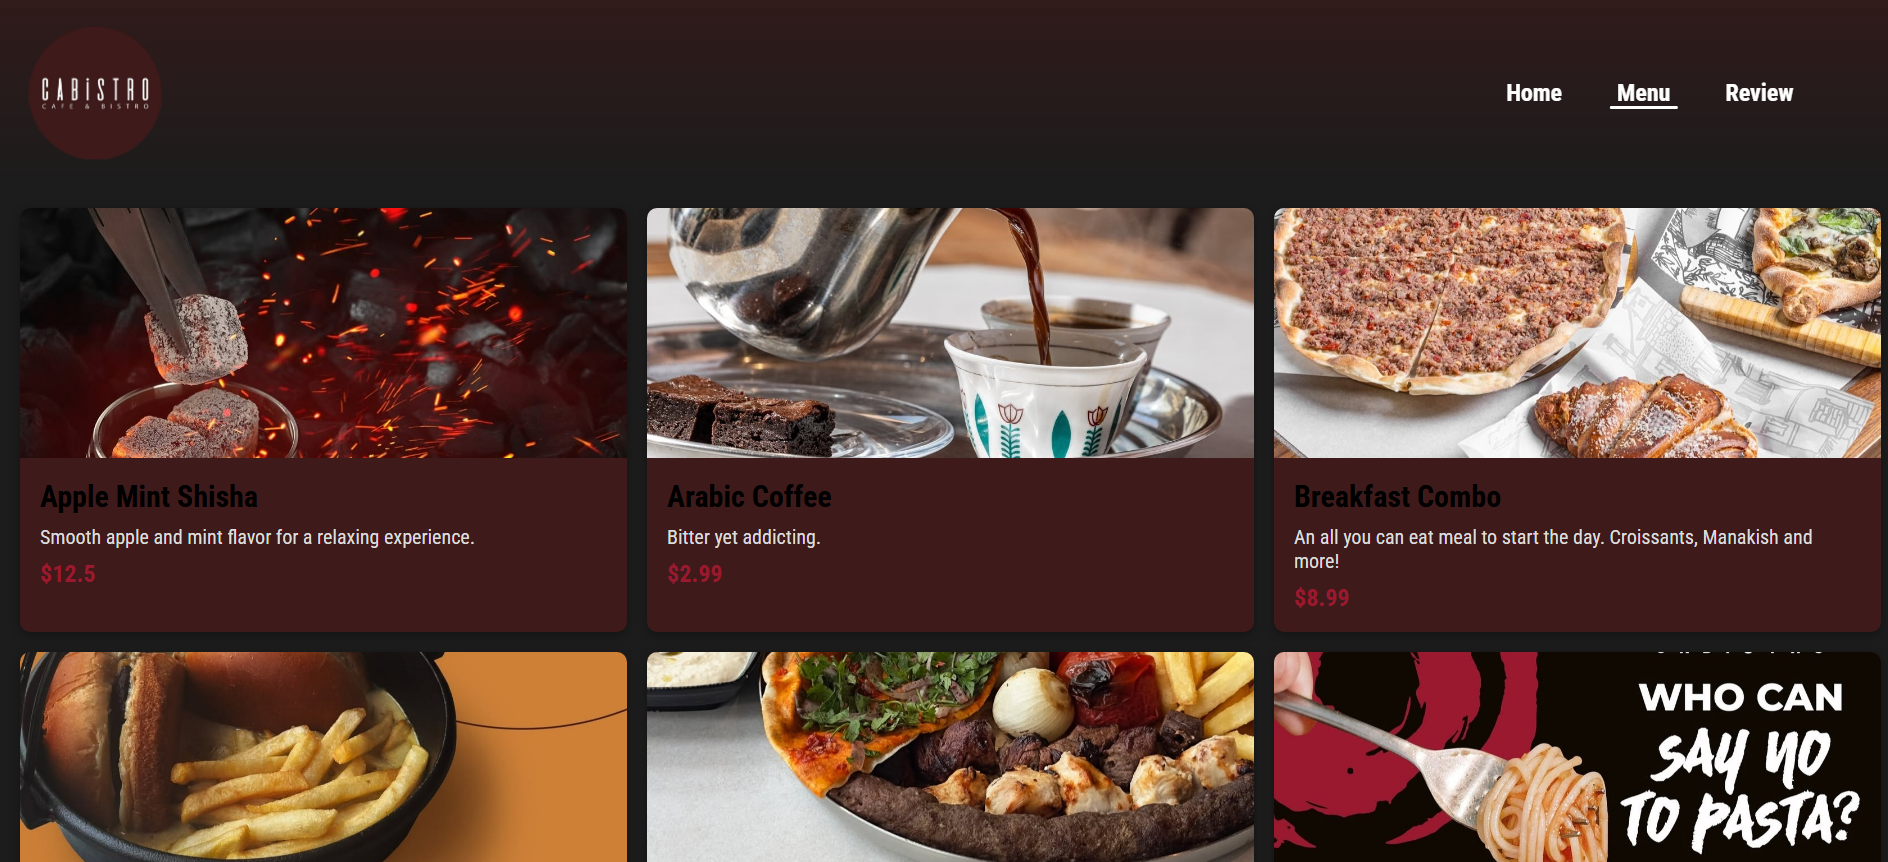 CABiSTRO
CAFE & BISTRO
Home
Menu
Review
Apple Mint Shisha
Smooth apple and mint flavor for a relaxing experience.
$12.5
Arabic Coffee
Bitter yet addicting.
$2.99
Breakfast Combo
An all you can eat meal to start the day. Croissants, Manakish and
more!
$8.99
WHO CAN
SAY NO
TO PASTA?